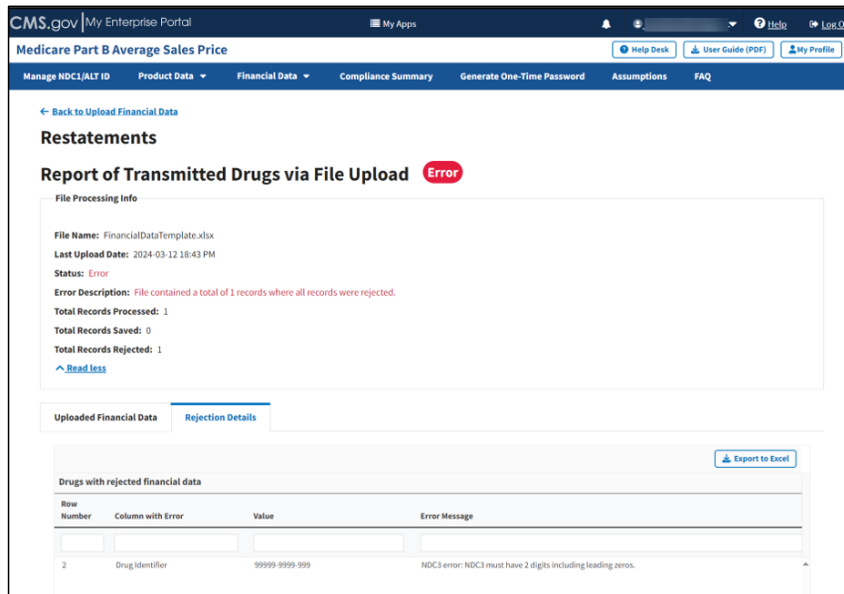 CMS.gov My Enterprise Portal My Apps Help Log O
Medicare Part B Average Sales Price Help Desk User Guide (PDF) My Profile
Manage NDC1/ALT ID Product Data Financial Data Compliance Summary Generate One-Time Password Assumptions FAQ
Back to Upload Financial Data
Restatements
Report of Transmitted Drugs via File Upload Error
File Processing Info
File Name: FinancialDataTemplate.xlsx
Last Upload Date: 2024-03-12 18:43 PM
Status: Error
Error Description: File contained a total of 1 records where all records were rejected.
Total Records Processed: 1
Total Records Saved: 0
Total Records Rejected: 1
Read less
Uploaded Financial Data Rejection Details
Export to Excel
Drugs with rejected financial data
Row Number Column with Error Value Error Message
2 Drug Identifier 99999-9999-999 NDC3 error: NDC3 must have 2 digits including leading zeros.